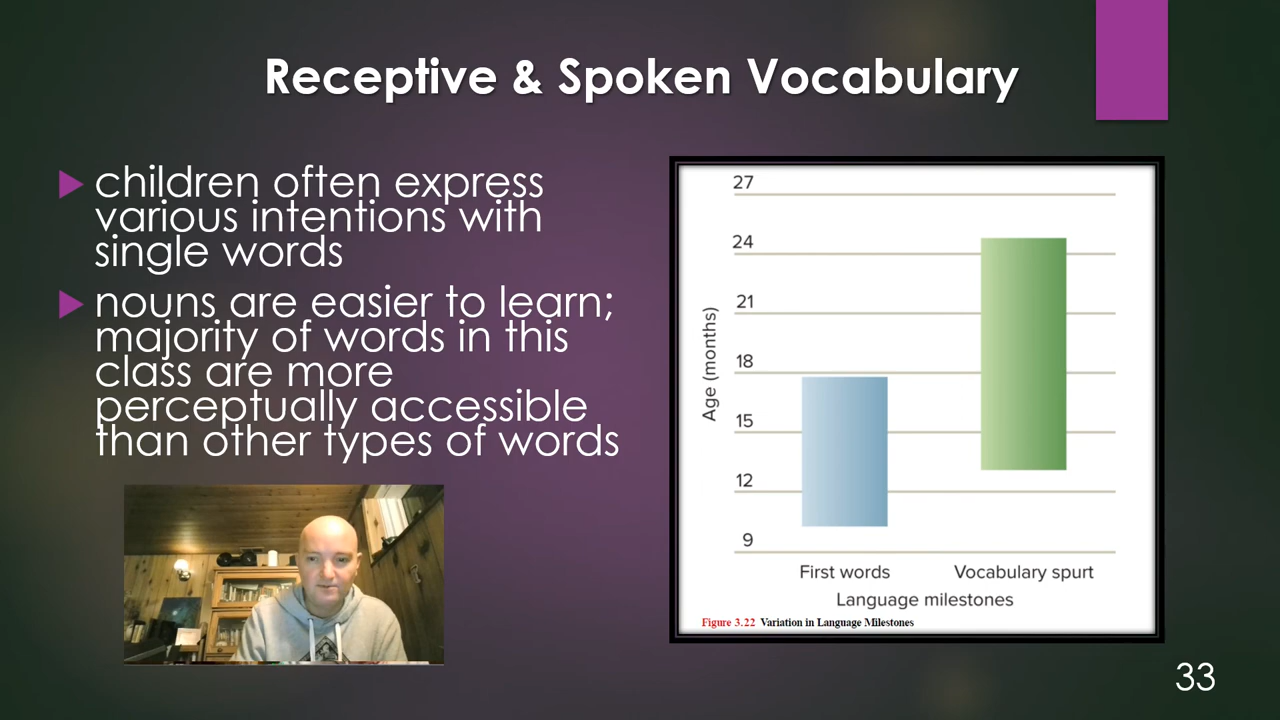 Receptive & Spoken Vocabulary
children often express
various intentions with
single words
nouns are easier to learn;
majority of words in this
class are more
perceptually accessible
than other types of words
27
24
21
18
15
12
9
Age (months)
First words
Vocabulary spurt
Language milestones
Figure 3.22 Variation in Language Milestones
33